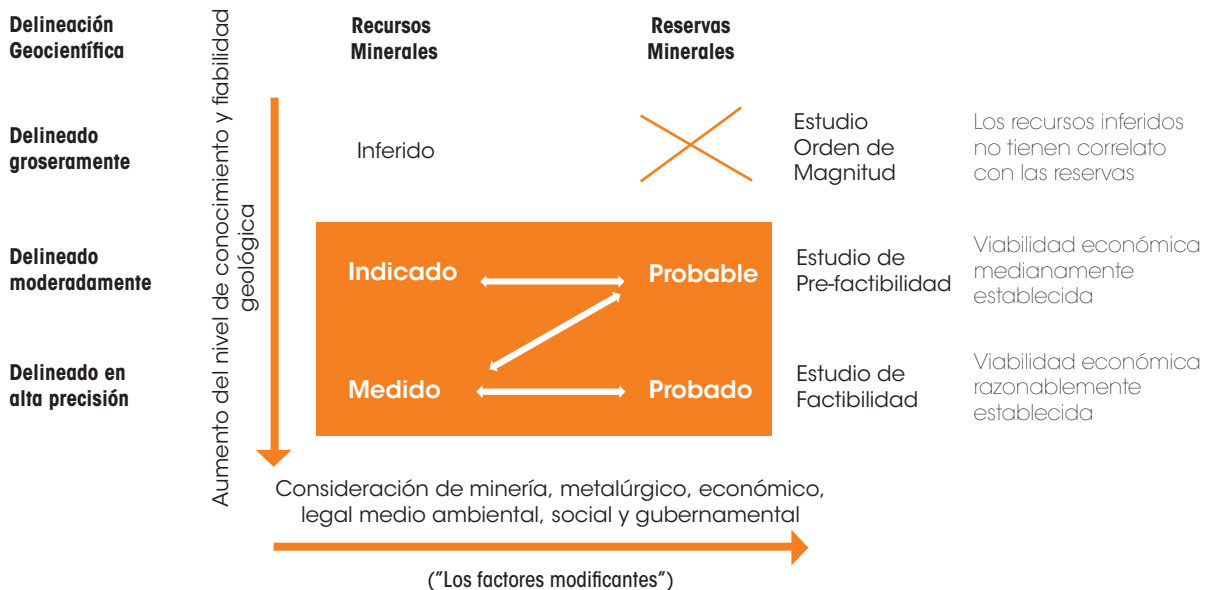 Delineación
Geocientífica
Recursos
Minerales
Reservas
Minerales
Aumento del nivel de conocimiento y fiabilidad
geológica
Delineado
groseramente
Inferido
Estudio
Orden de
Magnitud
Los recursos inferidos
no tienen correlato
con las reservas
Delineado
moderadamente
Indicado
Probable
Estudio de
Pre-factibilidad
Viabilidad económica
medianamente
establecida
Delineado en
alta precisión
Medido
Probado
Estudio de
Factibilidad
Viabilidad económica
razonablemente
establecida
Consideración de minería, metalúrgico, económico,
legal medio ambiental, social y gubernamental
("Los factores modificantes")